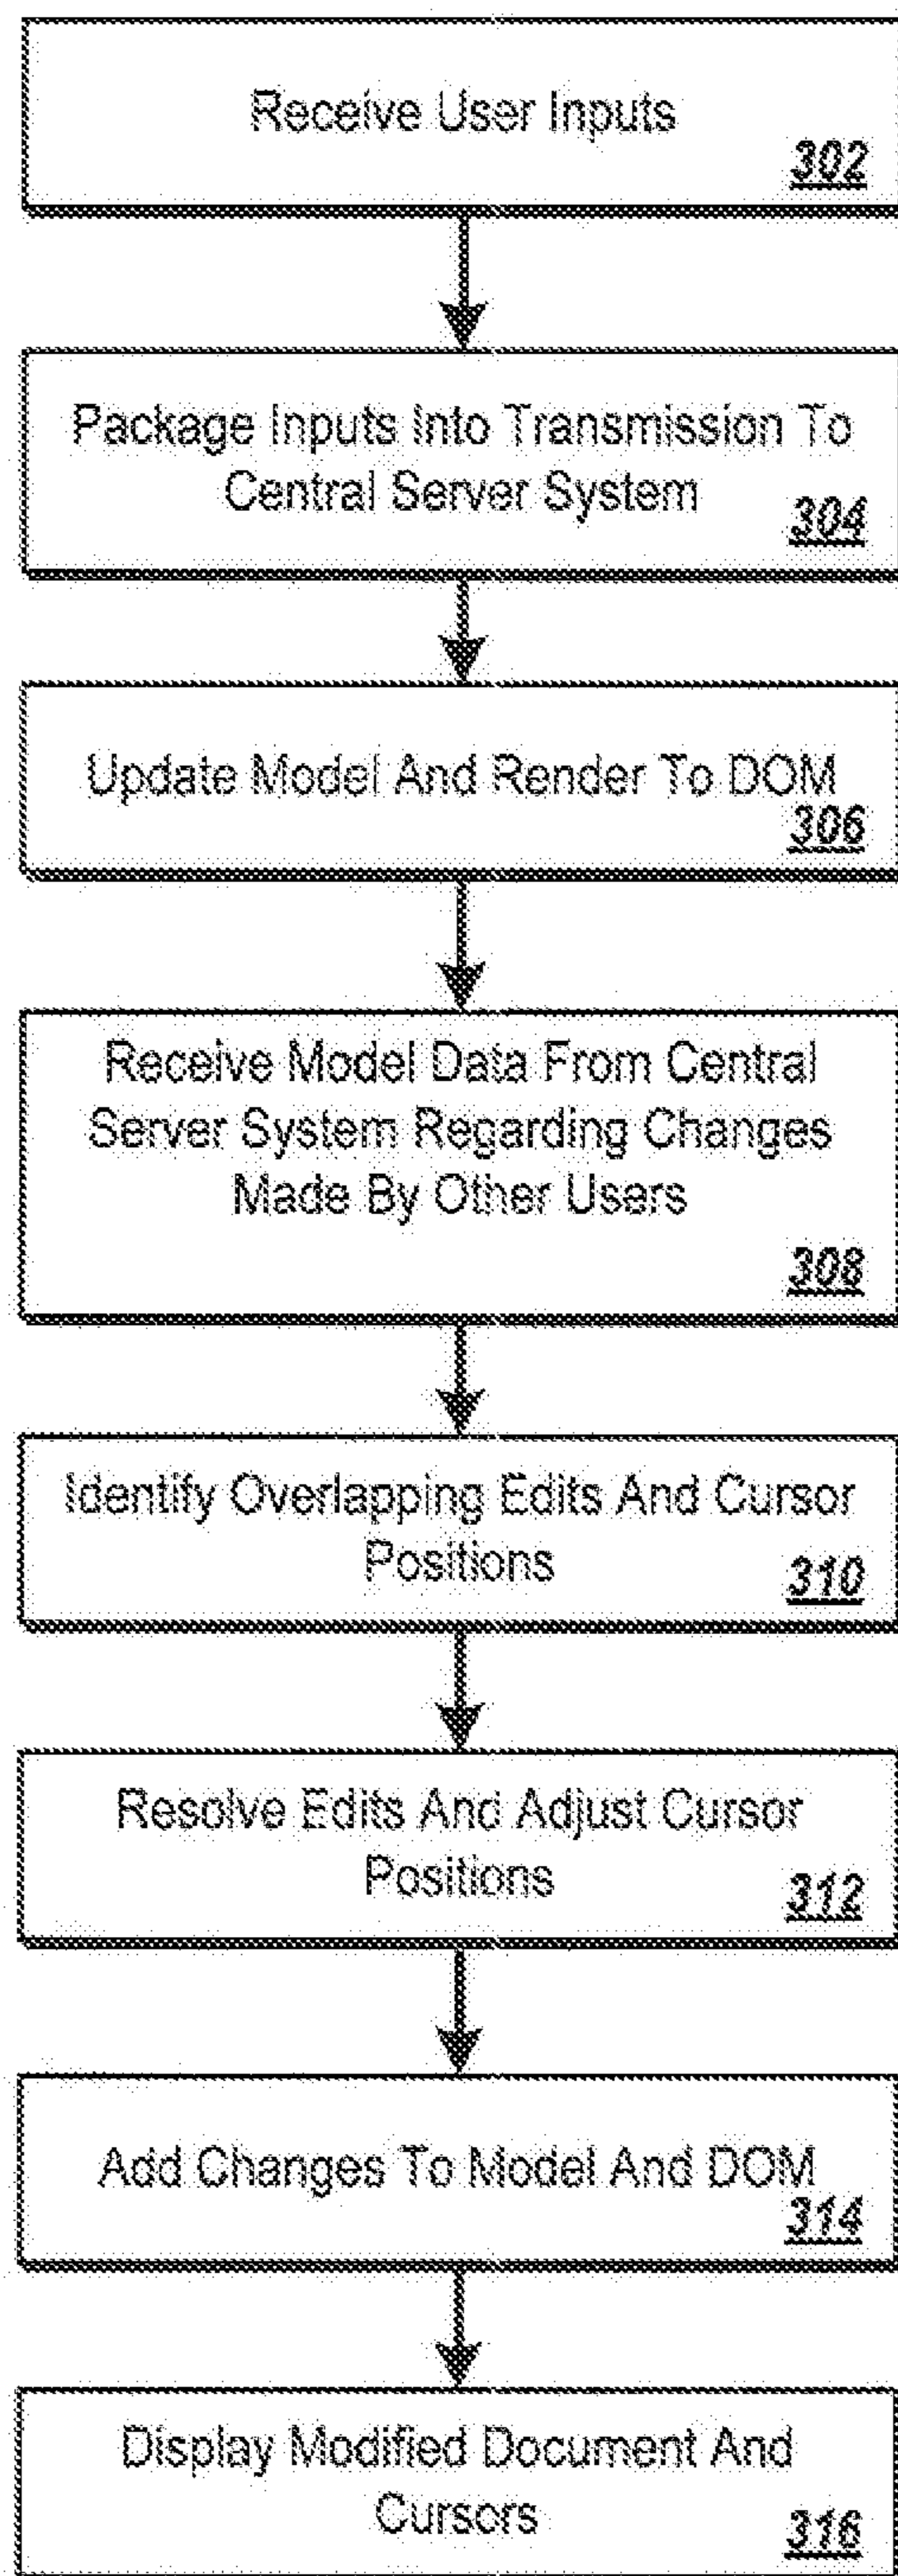 Receive User Inputs
302
Package Inputs Into Transmission To
Central Server System
304
Update Model And Render To DOM
306
Receive Model Data From Central
Server System Regarding Changes
Made By Other Users
308
Identify Overlapping Edits And Cursor
Positions
310
Resolve Edits And Adjust Cursor
Positions
312
Add Changes To Model And DOM
314
Display Modified Document And
Cursors
316